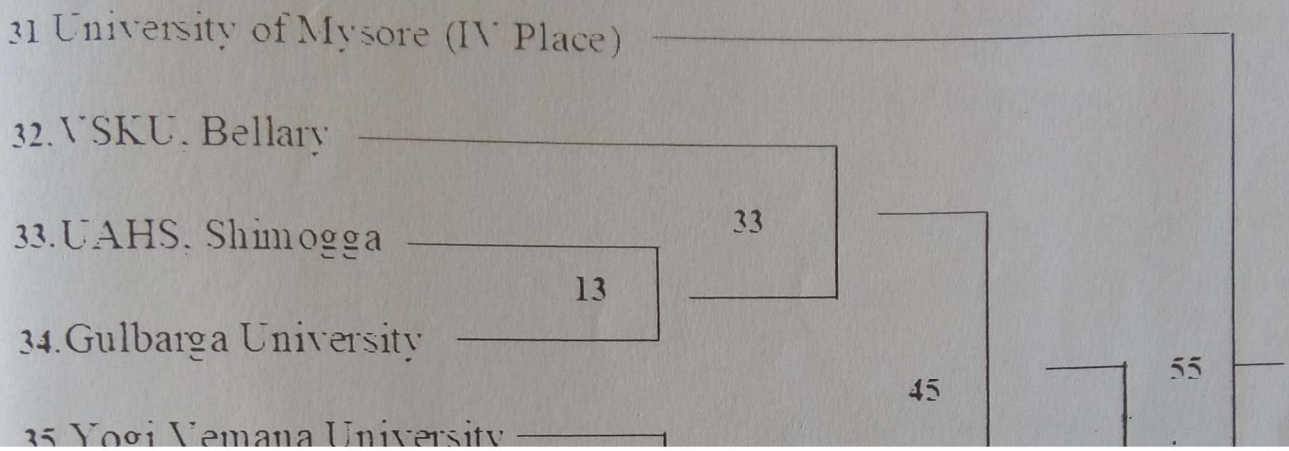 31 University of Mysore (IV Place)
32. VSKU, Bellary
33. UAHS, Shimogga
33
13
34. Gulbarga University
55
45
35 Yogi Vemana University